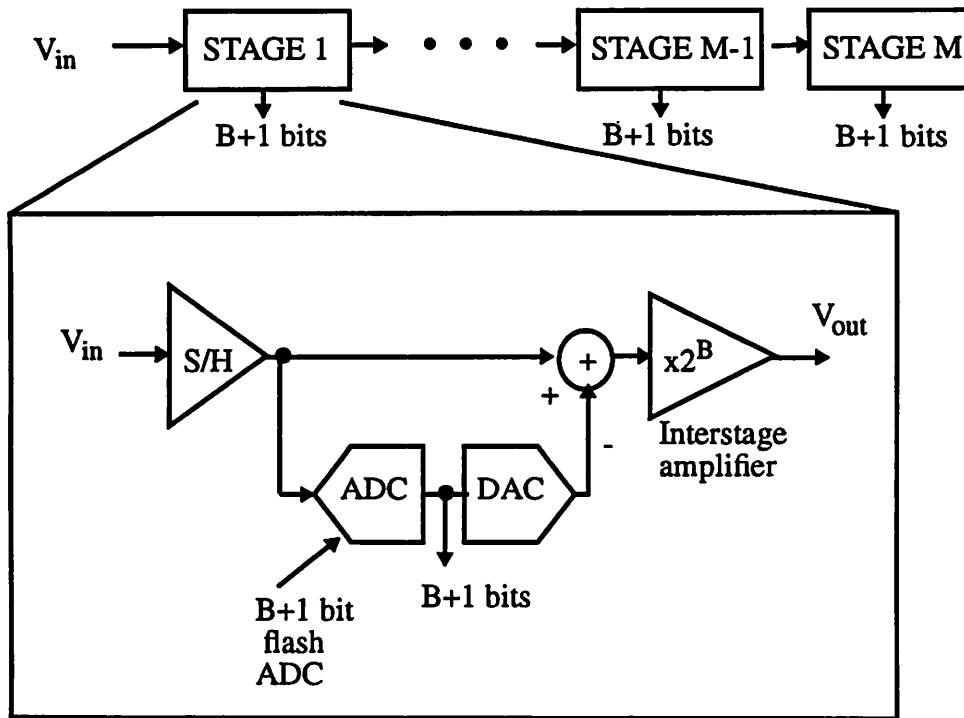 V_in STAGE 1 • • • STAGE M-1 STAGE M
B+1 bits B+1 bits B+1 bits
V_in S/H + x2^B V_out
+
-
Interstage
amplifier
ADC DAC
B+1 bits
B+1 bit
flash
ADC